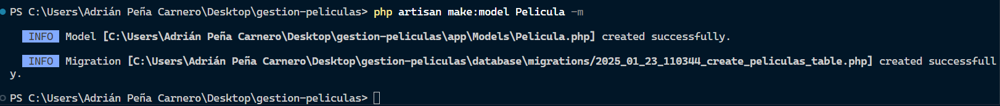 PS C:\Users\Adrián Peña Carnero\Desktop\gestion-peliculas> php artisan make:model Pelicula -m
INFO Model [C:\Users\Adrián Peña Carnero\Desktop\gestion-peliculas\app\Models\Pelicula.php] created successfully.
INFO Migration [C:\Users\Adrián Peña Carnero\Desktop\gestion-peliculas\database\migrations/2025_01_23_110344_create_peliculas_table.php] created successfull
y.
PS C:\Users\Adrián Peña Carnero\Desktop\gestion-peliculas>